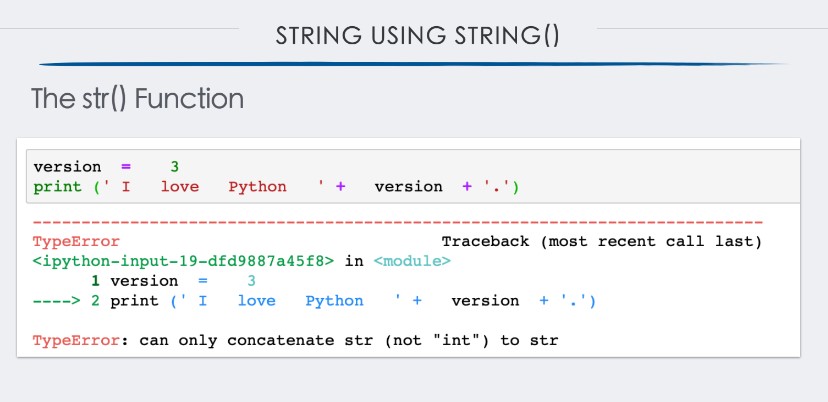 STRING USING STRING()
The str() Function
version = 3
print (' I love Python ' + version + '.')
---------------------------------------------------------------------------
TypeError Traceback (most recent call last)
<ipython-input-19-dfd9887a45f8> in <module>
1 version = 3
----> 2 print (' I love Python ' + version + '.')
TypeError: can only concatenate str (not "int") to str